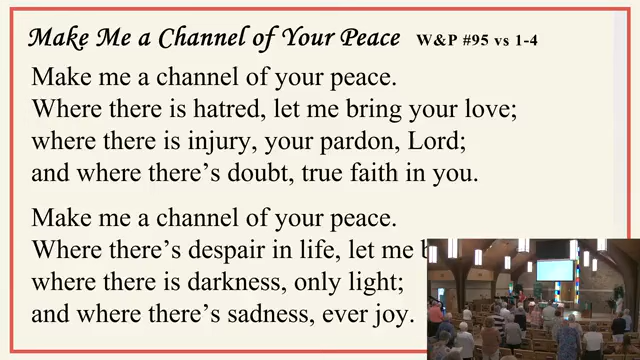 Make Me a Channel of Your Peace W&P #95 vs 1-4
Make me a channel of your peace.
Where there is hatred, let me bring your love;
where there is injury, your pardon, Lord;
and where there's doubt, true faith in you.
Make me a channel of your peace.
Where there's despair in life, let me
where there is darkness, only light;
and where there's sadness, ever joy.